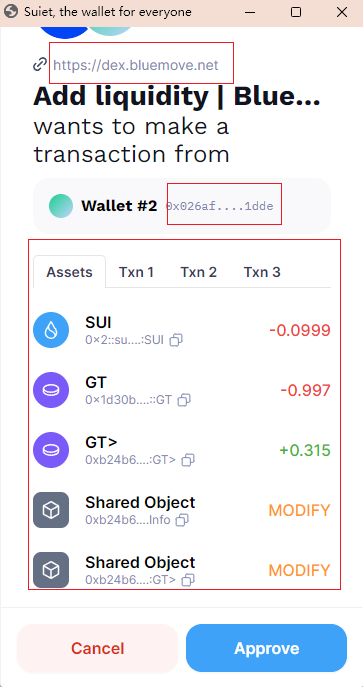 Suiet, the wallet for everyone
https://dex.bluemove.net
Add liquidity | Blue...
wants to make a
transaction from
Wallet #2 0x026af....1dde
Assets Txn 1 Txn 2 Txn 3
SUI
-0.0999
0×2::su....:SUI
GT
-0.997
0×1d30b....::GT
GT>
+0.315
0xb24b6....:GT>
Shared Object
MODIFY
0xb24b6....Info
Shared Object
MODIFY
0xb24b6....:GT>
Cancel Approve